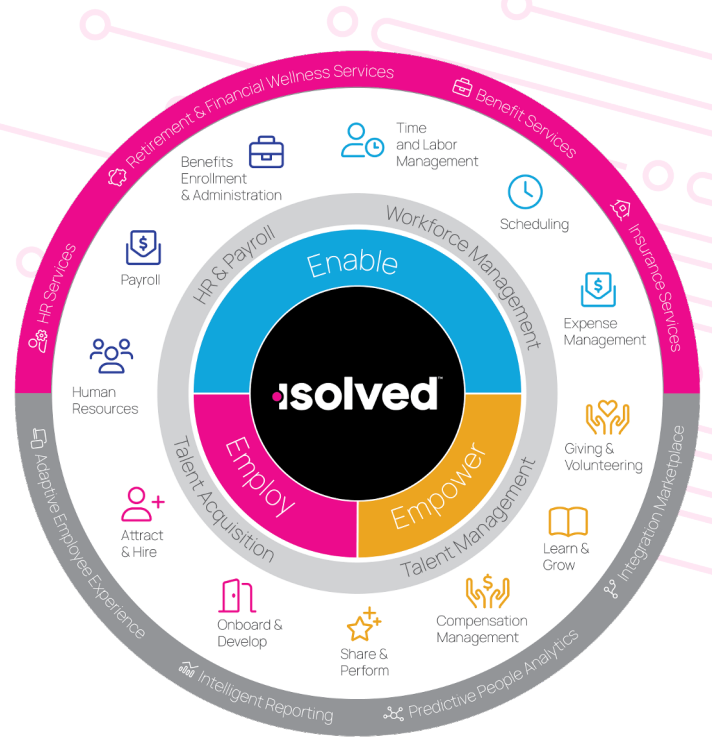 Retirement & Financial Wellness Services
Benefit Services
Insurance Services
HR Services
Benefits
Enrollment
& Administration
Time
and Labor
Management
Scheduling
Payroll
Expense
Management
Human
Resources
Giving &
Volunteering
Attract
& Hire
Learn &
Grow
Onboard &
Develop
Compensation
Management
Share &
Perform
HR & Payroll
Workforce Management
Talent Acquisition
Talent Management
Enable
Employ
Empower
ısolved™
Adaptive Employee Experience
Intelligent Reporting
Predictive People Analytics
Integration Marketplace